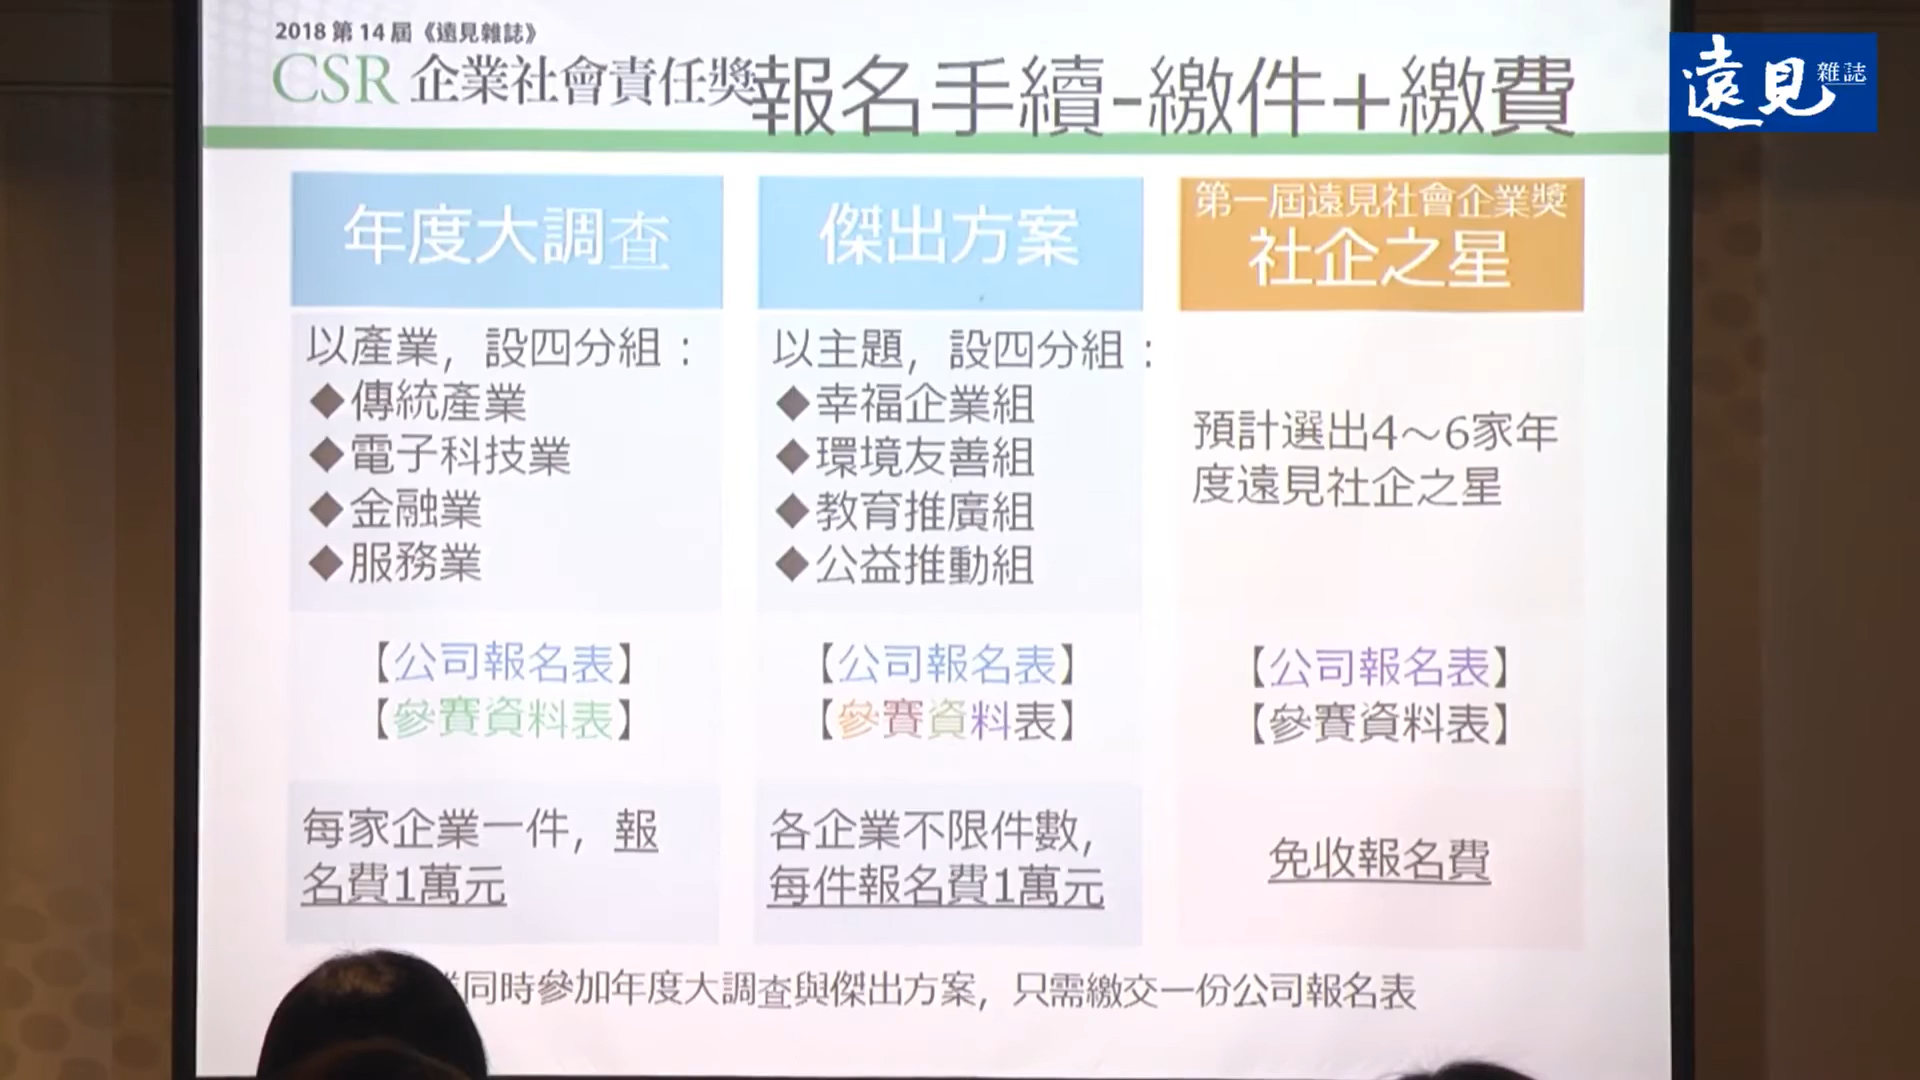 2018 第 14 屆《遠見雜誌》
CSR 企業社會責任獎
報名手續-繳件+繳費
遠見 雜誌
年度大調查
以產業，設四分組：
◆傳統產業
◆電子科技業
◆金融業
◆服務業
【公司報名表】
【參賽資料表】
每家企業一件，報
名費1萬元
傑出方案
以主題，設四分組：
◆幸福企業組
◆環境友善組
◆教育推廣組
◆公益推動組
【公司報名表】
【參賽資料表】
各企業不限件數，
每件報名費1萬元
第一屆遠見社會企業獎
社企之星
預計選出4～6家年
度遠見社企之星
【公司報名表】
【參賽資料表】
免收報名費
同時參加年度大調查與傑出方案，只需繳交一份公司報名表